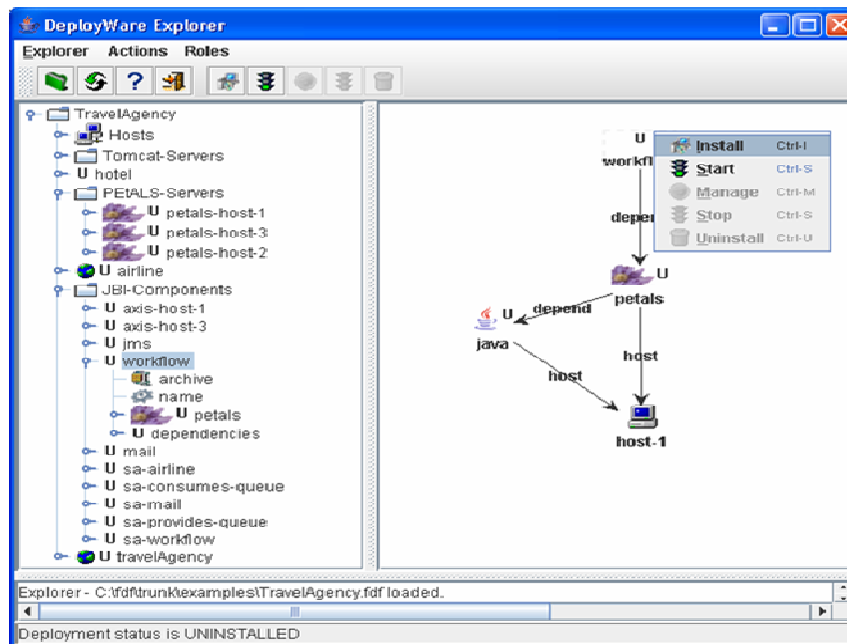 DeployWare Explorer
Explorer Actions Roles
?
TravelAgency
Hosts
Tomcat-Servers
U hotel
PEtALS-Servers
U petals-host-1
U petals-host-3
U petals-host-2
U airline
JBI-Components
U axis-host-1
U axis-host-3
U jms
U workflow
archive
name
U petals
U dependencies
U mail
U sa-airline
U sa-consumes-queue
U sa-mail
U sa-provides-queue
U sa-workflow
U travelAgency
U
workfl
Install Ctrl-I
Start Ctrl-S
Manage Ctrl-M
Stop Ctrl-S
Uninstall Ctrl-U
depen
U
petals
depend
U
java
host
host
host-1
Explorer - C:\fdf\trunk\examples\TravelAgency.fdf loaded.
Deployment status is UNINSTALLED